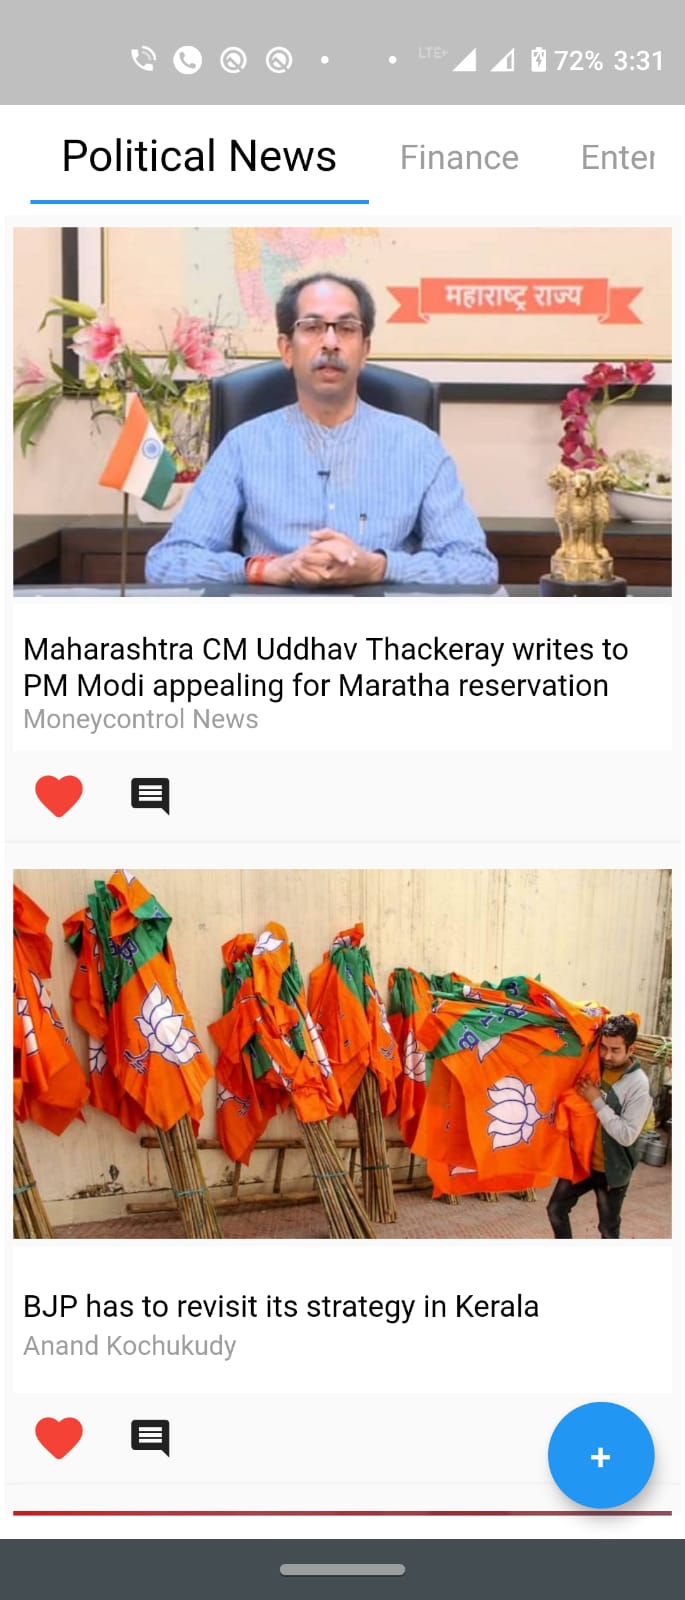 LTE+ 72% 3:31
Political News Finance Enter
महाराष्ट्र राज्य
Maharashtra CM Uddhav Thackeray writes to
PM Modi appealing for Maratha reservation
Moneycontrol News
BJP
BJP has to revisit its strategy in Kerala
Anand Kochukudy
+